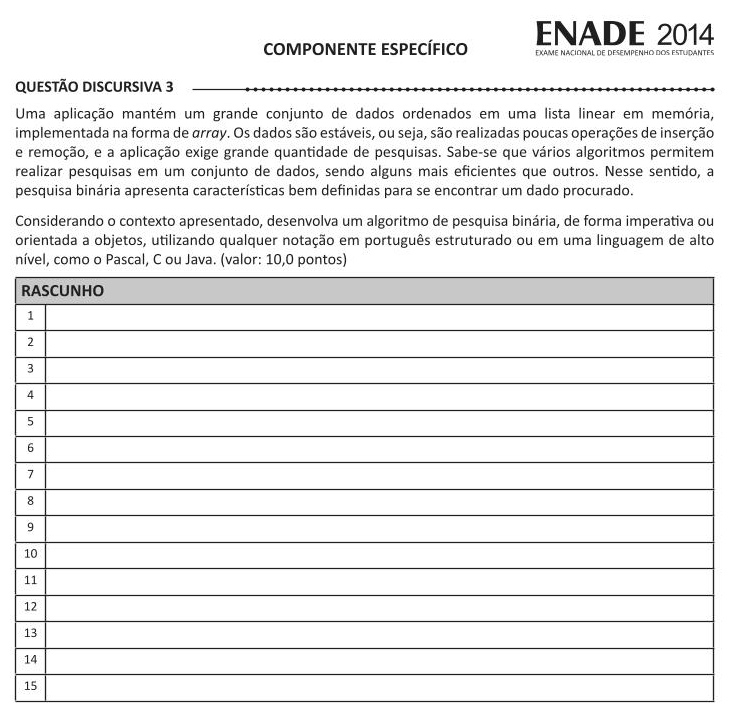 ENADE 2014
EXAME NACIONAL DE DESEMPENHO DOS ESTUDANTES
COMPONENTE ESPECÍFICO
QUESTÃO DISCURSIVA 3
Uma aplicação mantém um grande conjunto de dados ordenados em uma lista linear em memória,
implementada na forma de array. Os dados são estáveis, ou seja, são realizadas poucas operações de inserção
e remoção, e a aplicação exige grande quantidade de pesquisas. Sabe-se que vários algoritmos permitem
realizar pesquisas em um conjunto de dados, sendo alguns mais eficientes que outros. Nesse sentido, a
pesquisa binária apresenta características bem definidas para se encontrar um dado procurado.
Considerando o contexto apresentado, desenvolva um algoritmo de pesquisa binária, de forma imperativa ou
orientada a objetos, utilizando qualquer notação em português estruturado ou em uma linguagem de alto
nível, como o Pascal, C ou Java. (valor: 10,0 pontos)
RASCUNHO
1
2
3
4
5
6
7
8
9
10
11
12
13
14
15